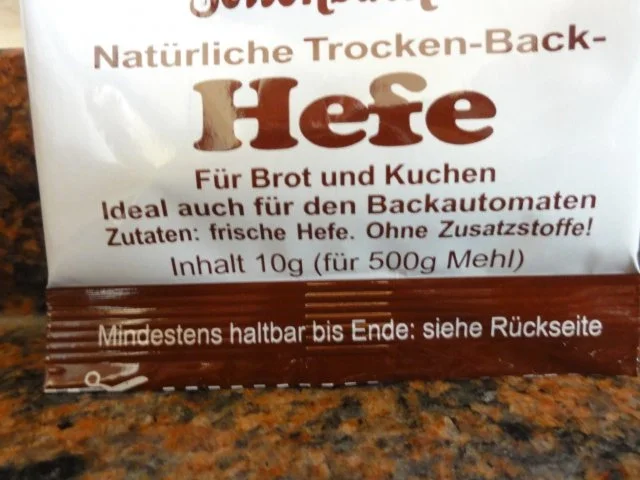 Natürliche Trocken-Back-
Hefe
Für Brot und Kuchen
Ideal auch für den Backautomaten
Zutaten: frische Hefe. Ohne Zusatzstoffe!
Inhalt 10g (für 500g Mehl)
Mindestens haltbar bis Ende: siehe Rückseite